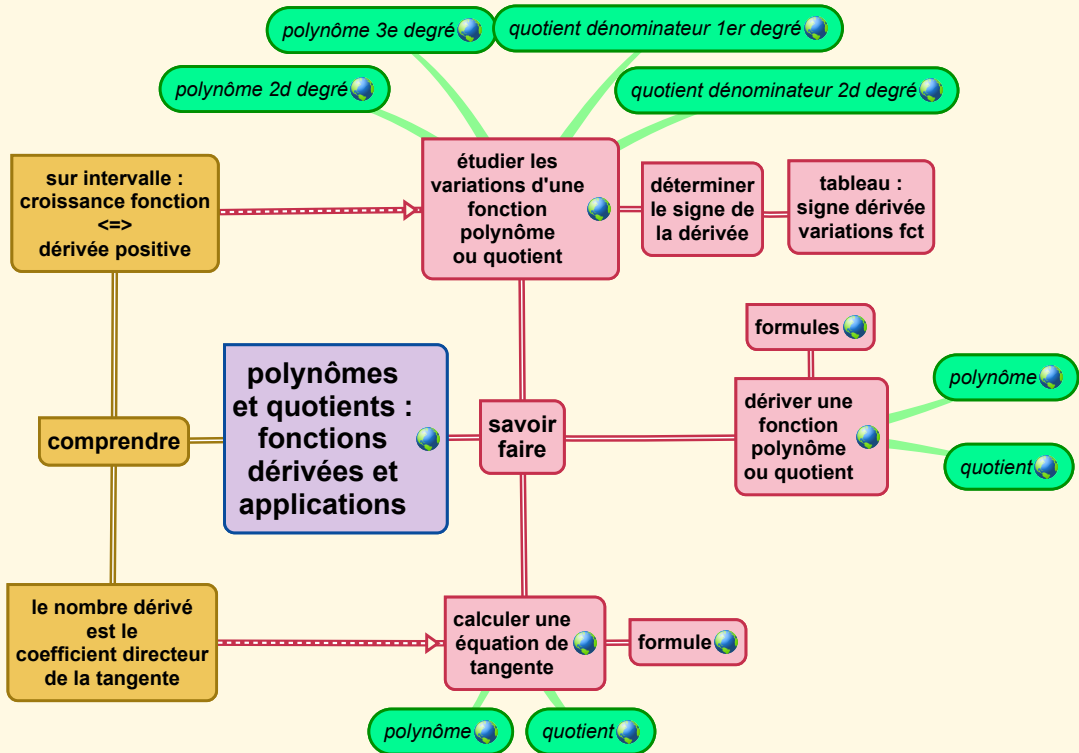 polynôme 3e degré
quotient dénominateur 1er degré
polynôme 2d degré
quotient dénominateur 2d degré
sur intervalle :
croissance fonction
<=>
dérivée positive
étudier les
variations d'une
fonction
polynôme
ou quotient
déterminer
le signe de
la dérivée
tableau :
signe dérivée
variations fct
formules
polynôme
dériver une
fonction
polynôme
ou quotient
quotient
comprendre
polynômes
et quotients :
fonctions
dérivées et
applications
savoir
faire
le nombre dérivé
est le
coefficient directeur
de la tangente
calculer une
équation de
tangente
formule
polynôme
quotient